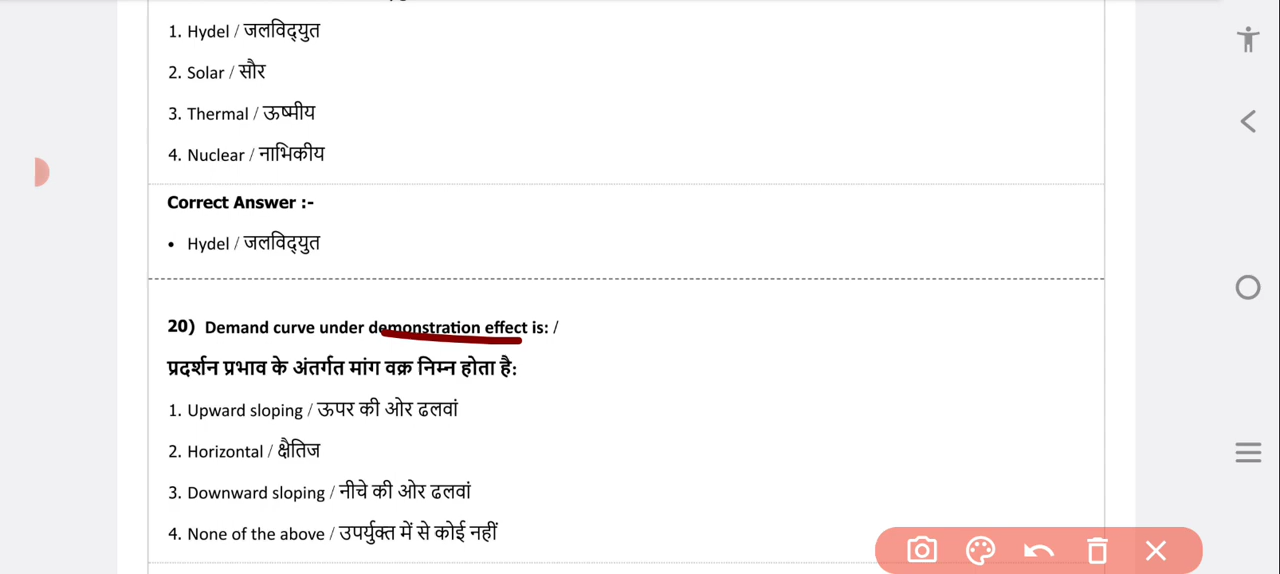 1. Hydel / जलविद्युत
2. Solar / सौर
3. Thermal / ऊष्मीय
4. Nuclear / नाभिकीय
Correct Answer :-
• Hydel / जलविद्युत
20) Demand curve under demonstration effect is: /
प्रदर्शन प्रभाव के अंतर्गत मांग वक्र निम्न होता है:
1. Upward sloping / ऊपर की ओर ढलवां
2. Horizontal / क्षैतिज
3. Downward sloping / नीचे की ओर ढलवां
4. None of the above / उपर्युक्त में से कोई नहीं